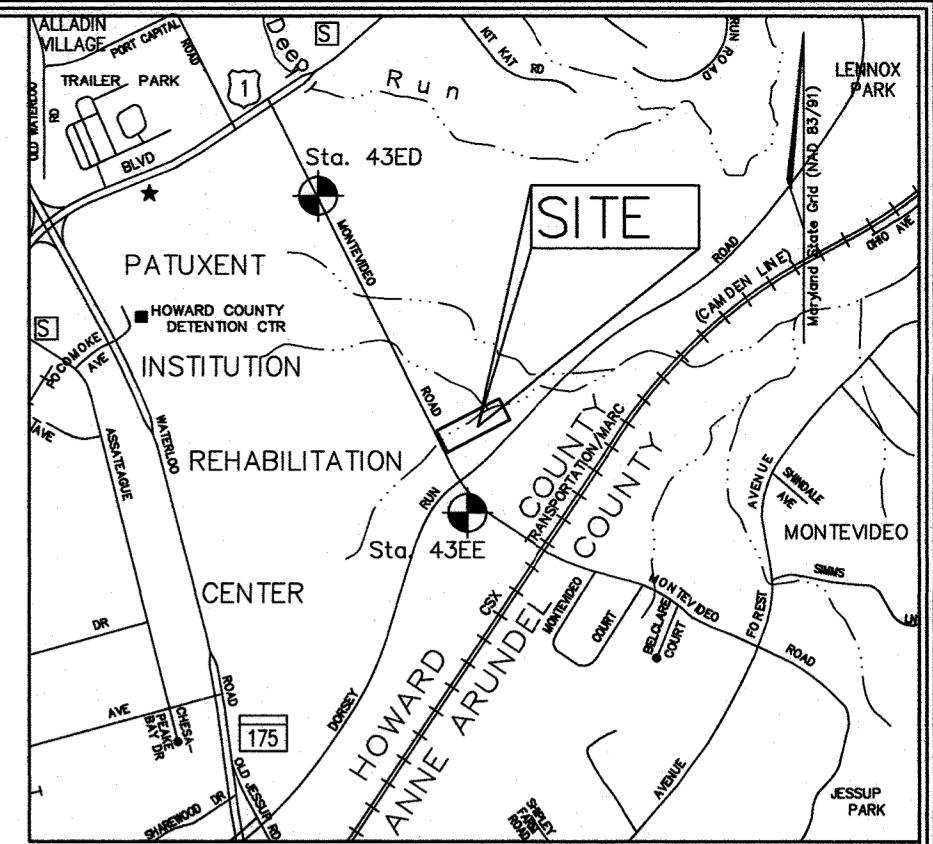 ALLADIN
VILLAGE
PORT CAPITAL
ROAD
Deep
S
KIT KAT RD
RUN ROAD
LENNOX
PARK
TRAILER PARK
OLD WATERLOO
RD
1
Run
BLVD
Sta. 43ED
Maryland State Grid (NAD 83/91)
SITE
MONTEVIDEO
ROAD
(CAMDEN LINE)
OHIO AVE
PATUXENT
HOWARD COUNTY
DETENTION CTR
S
POCOMOKE
AVE
INSTITUTION
ROAD
TAVE
ASSATEAGUE
WATERLOO
REHABILITATION
RUN
COUNTY
TRANSPORTATION/MARC
COUNTY
AVENUE
SHINDALE
AVE
MONTEVIDEO
Sta. 43EE
CENTER
SIMMS
LN
CSX
MONTEVIDEO
COURT
MONTEVIDEO
BELCLARE
COURT
FOREST
ROAD
DR
AVE
CHESA-
PEAKE
BAY DR
ROAD
175
DORSEY
HOWARD
ANNE ARUNDEL
OLD JESSUP RD
SHAREWOOD DR
SHIPLEY
FARM
ROAD
AVENUE
JESSUP
PARK